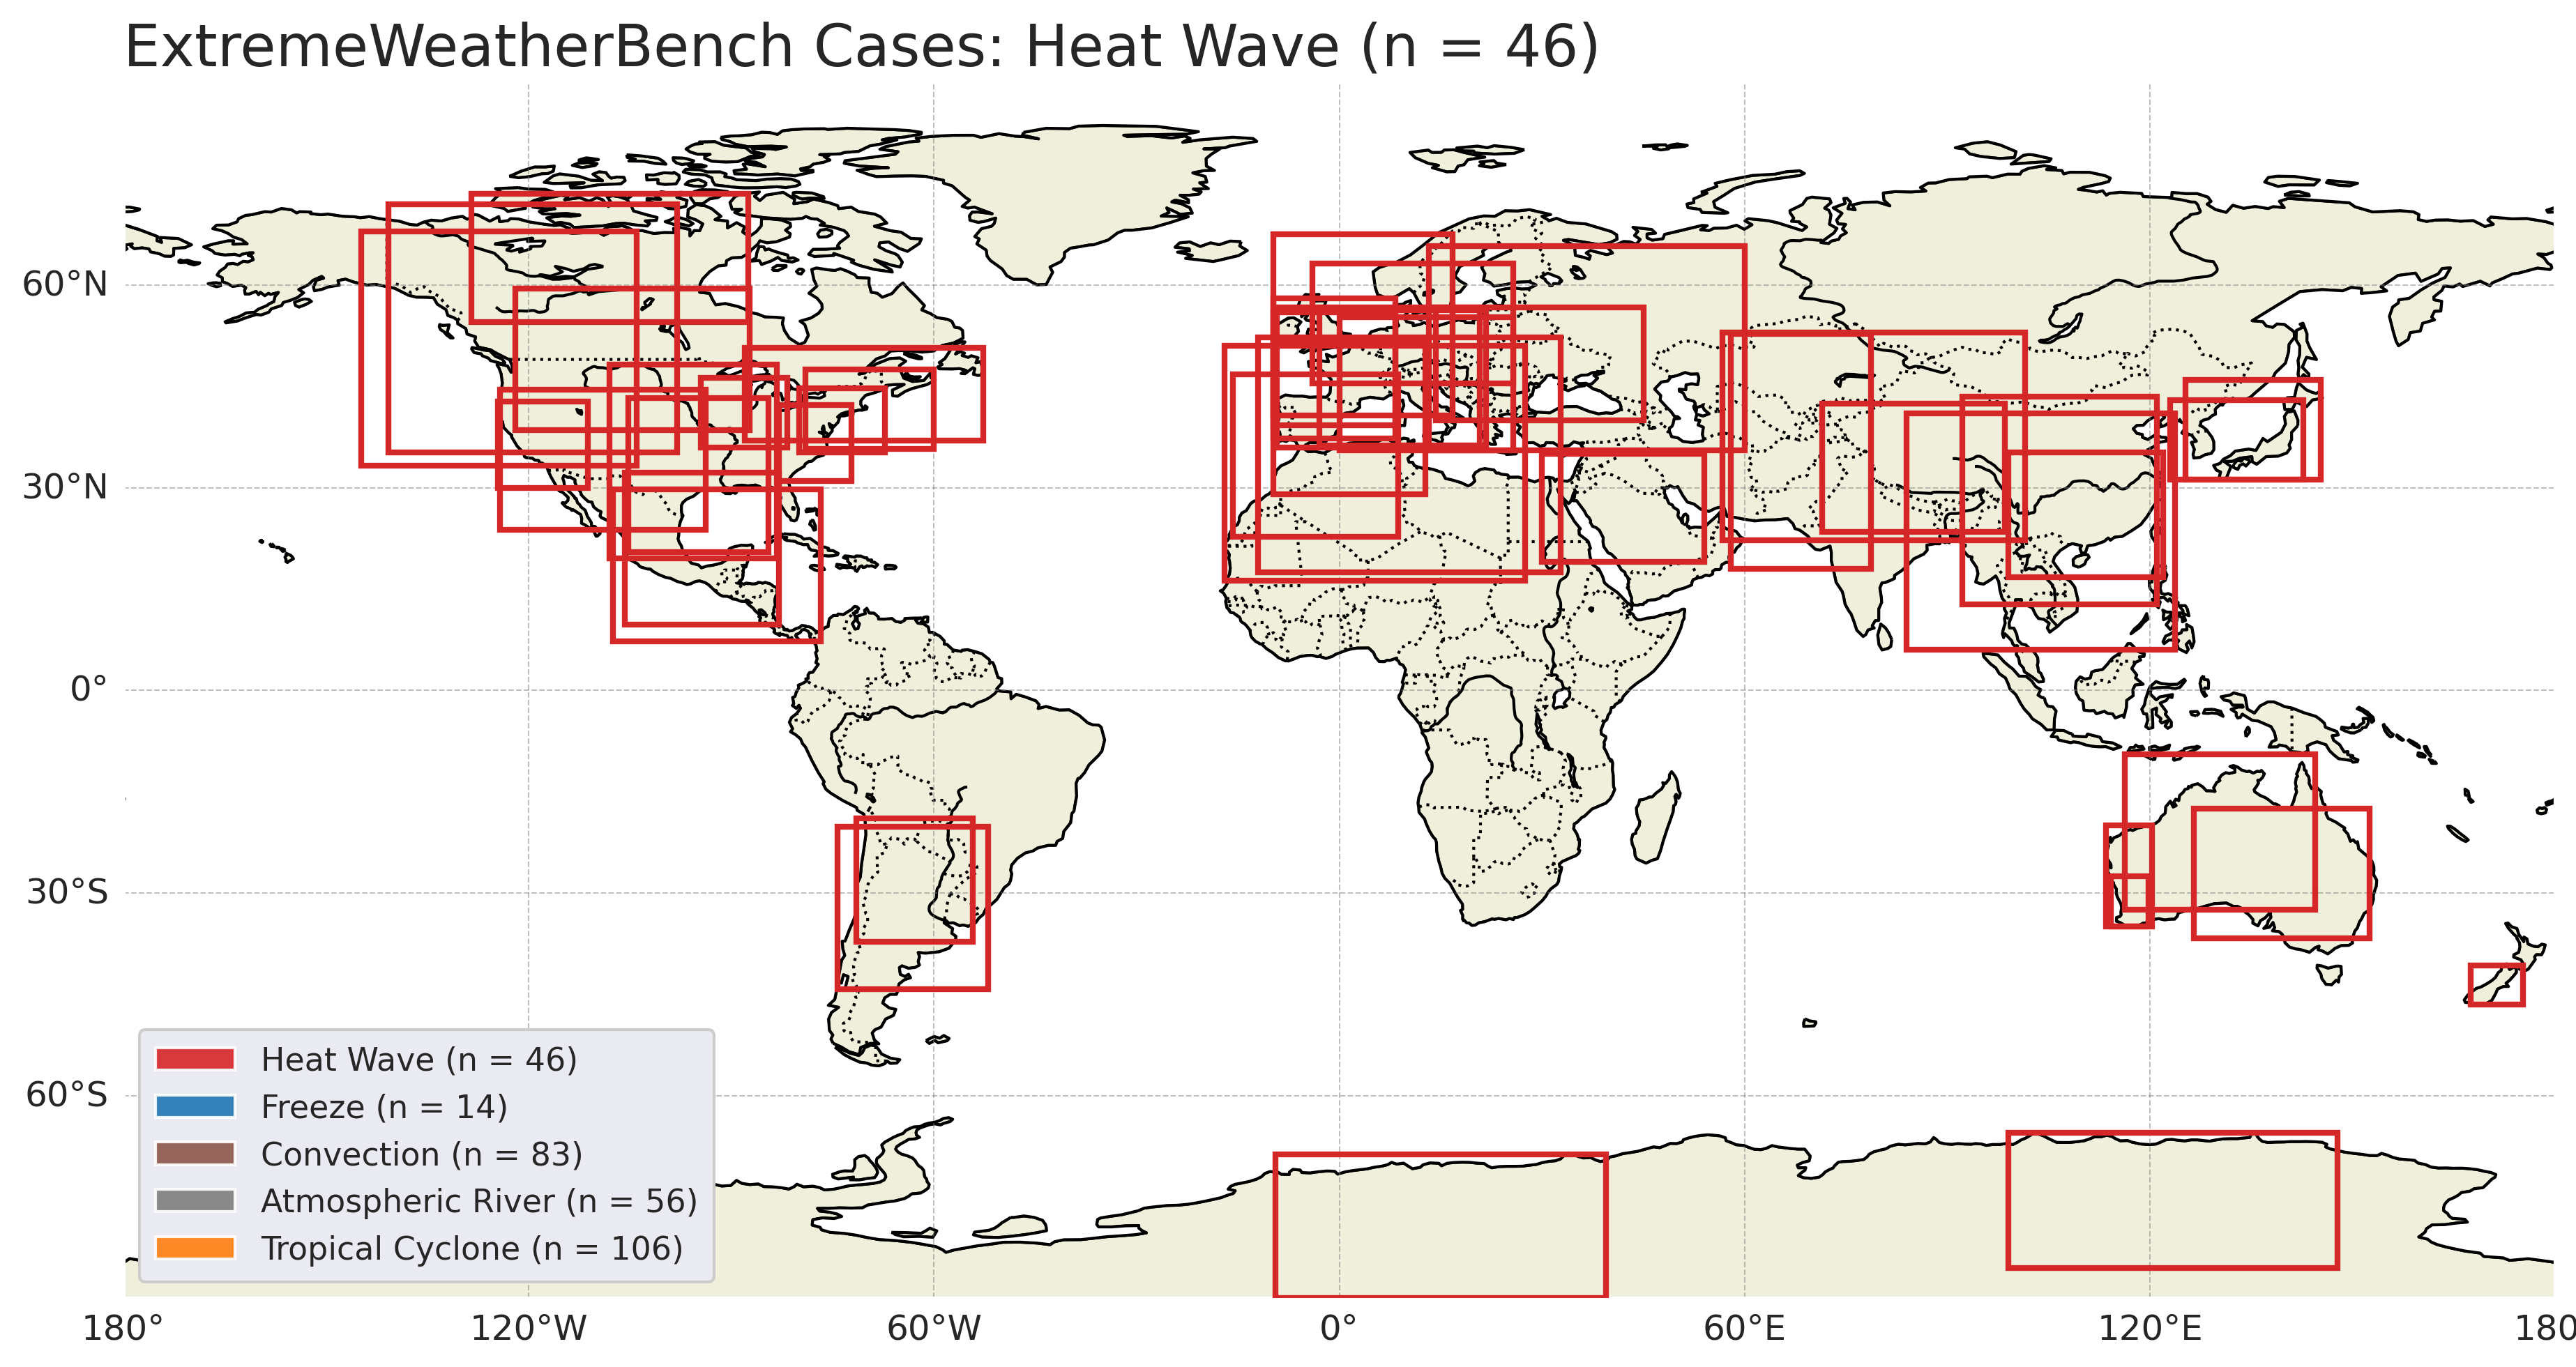 ExtremeWeatherBench Cases: Heat Wave (n = 46)
60°N
30°N
0°
30°S
60°S
Heat Wave (n = 46)
Freeze (n = 14)
Convection (n = 83)
Atmospheric River (n = 56)
Tropical Cyclone (n = 106)
180° 120°W 60°W 0° 60°E 120°E 180